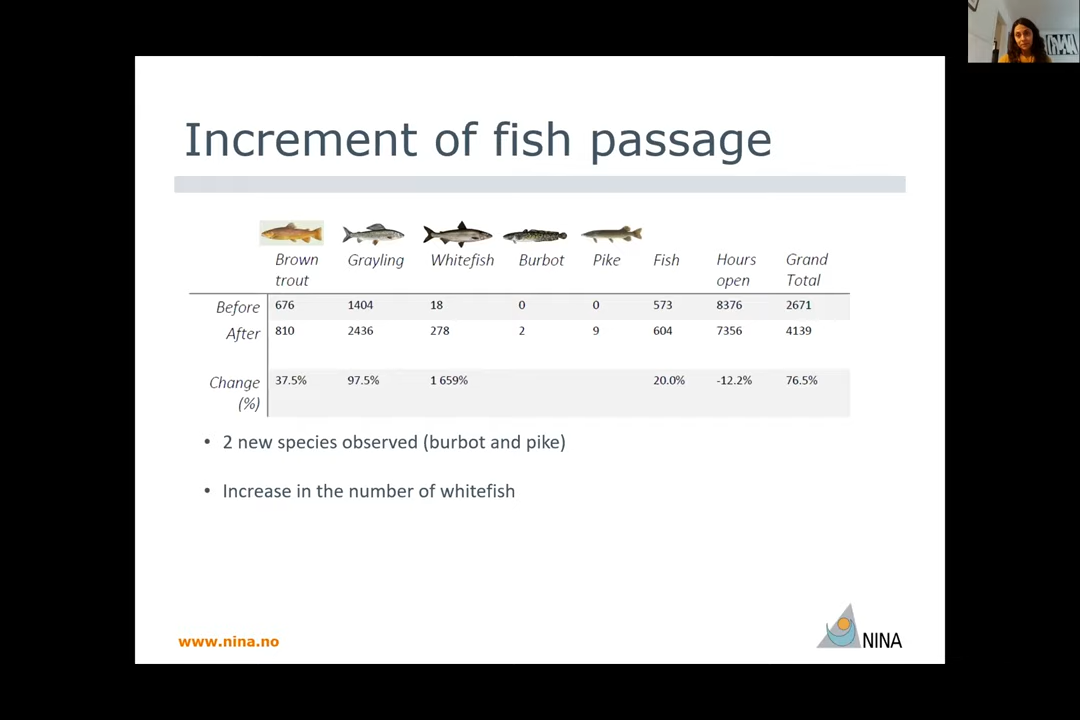 Increment of fish passage
Brown trout Grayling Whitefish Burbot Pike Fish Hours open Grand Total
Before 676 1404 18 0 0 573 8376 2671
After 810 2436 278 2 9 604 7356 4139
Change (%) 37.5% 97.5% 1 659% 20.0% -12.2% 76.5%
• 2 new species observed (burbot and pike)
• Increase in the number of whitefish
www.nina.no
NINA